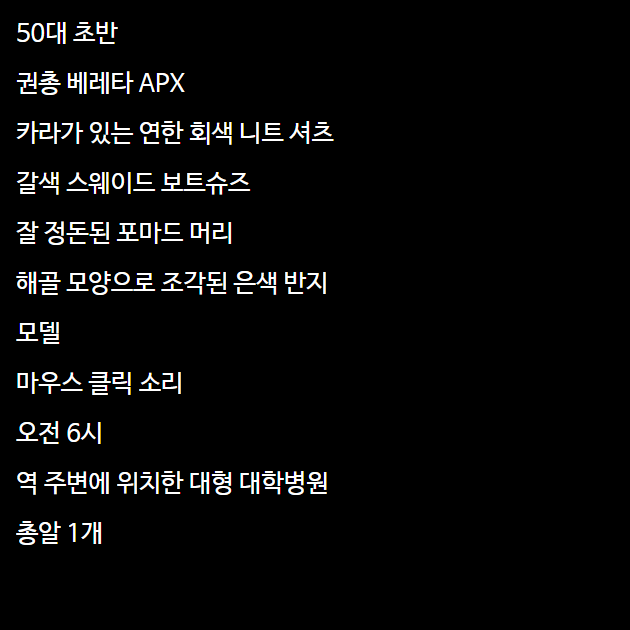 50대 초반
권총 베레타 APX
카라가 있는 연한 회색 니트 셔츠
갈색 스웨이드 보트슈즈
잘 정돈된 포마드 머리
해골 모양으로 조각된 은색 반지
모델
마우스 클릭 소리
오전 6시
역 주변에 위치한 대형 대학병원
총알 1개